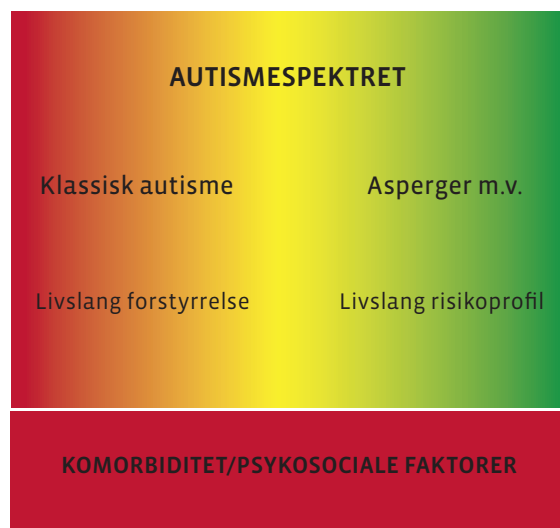 AUTISMESPEKTRET
Klassisk autisme Asperger m.v.
Livslang forstyrrelse Livslang risikoprofil
KOMORBIDITET/PSYKOSOCIALE FAKTORER